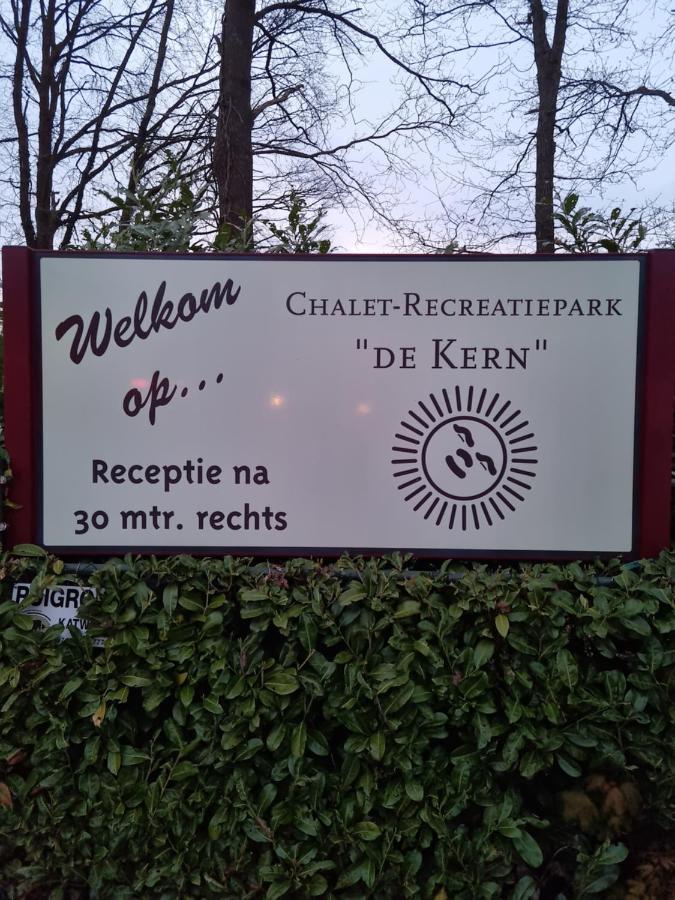 Welkom
op...
Receptie na
30 mtr. rechts
CHALET-RECREATIEPARK
"DE KERN"